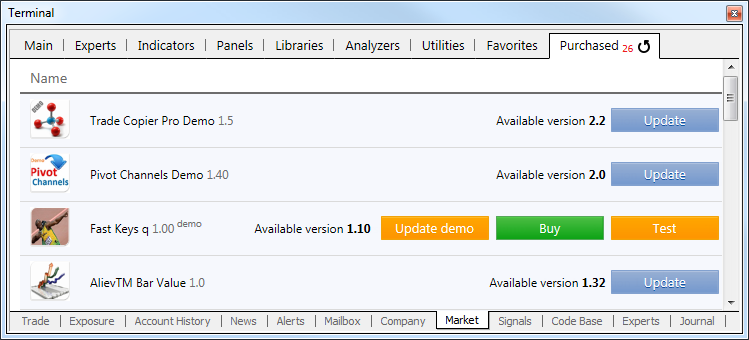 Terminal
Main Experts Indicators Panels Libraries Analyzers Utilities Favorites Purchased 26
Name
Trade Copier Pro Demo 1.5 Available version 2.2 Update
Demo
Pivot
Channels
Pivot Channels Demo 1.40 Available version 2.0 Update
Fast Keys q 1.00 demo Available version 1.10 Update demo Buy Test
AlievTM Bar Value 1.0 Available version 1.32 Update
Trade Exposure Account History News Alerts Mailbox Company Market Signals Code Base Experts Journal